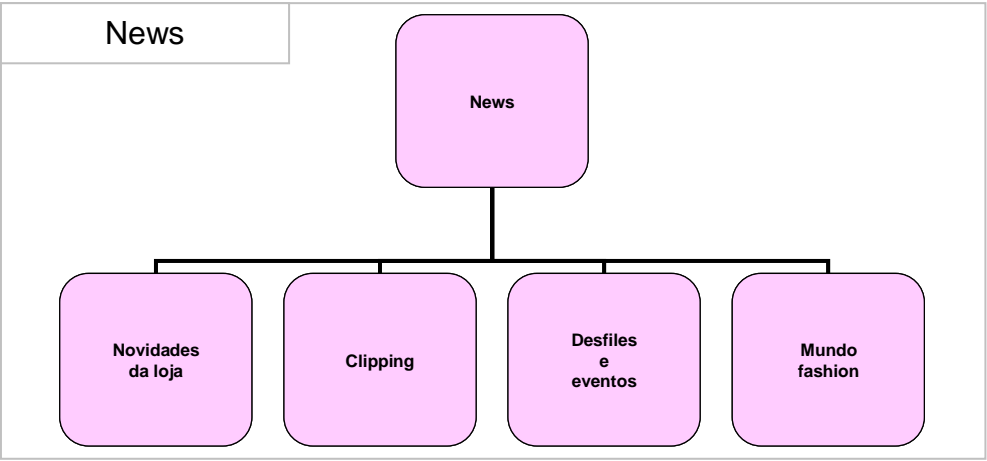 News
News
Novidades
da loja
Clipping
Desfiles
e
eventos
Mundo
fashion